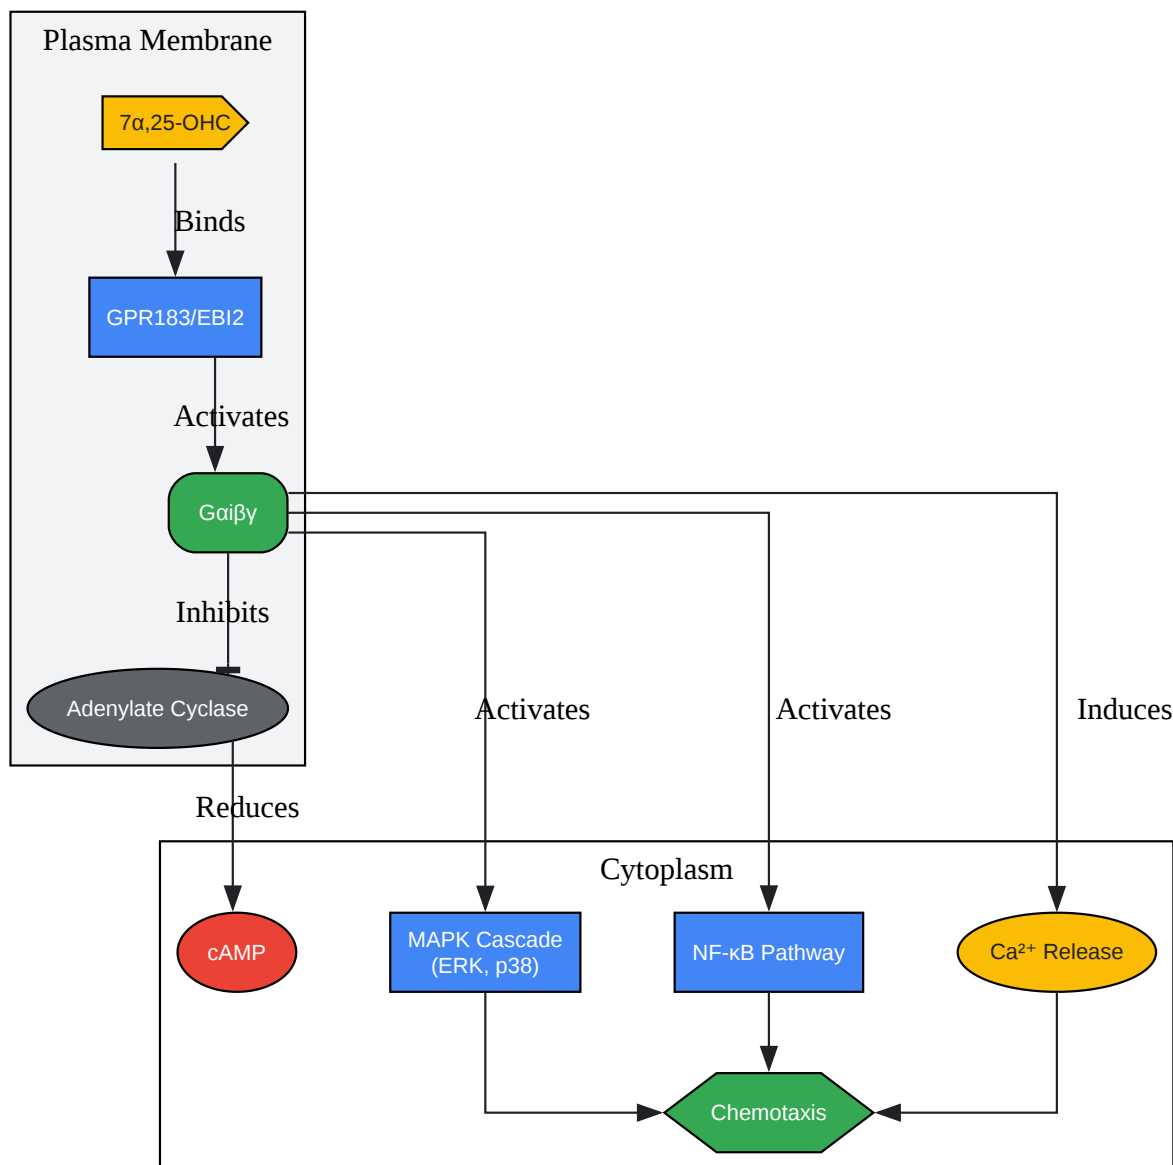 Plasma Membrane
7α,25-OHC
Binds
GPR183/EBI2
Activates
Gαiβγ
Inhibits
Adenylate Cyclase
Activates
Activates
Induces
Reduces
Cytoplasm
cAMP
MAPK Cascade
(ERK, p38)
NF-κB Pathway
Ca²⁺ Release
Chemotaxis